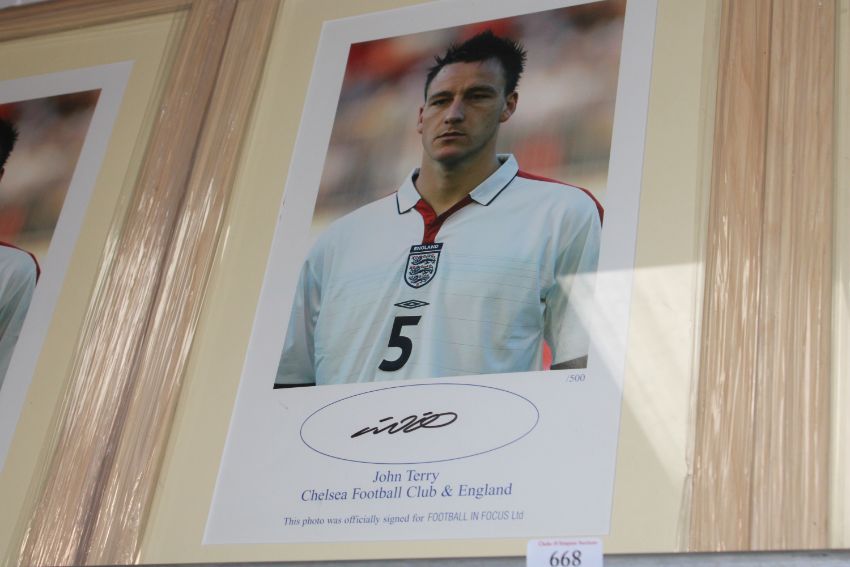 ENGLAND
5
/500
John Terry
Chelsea Football Club & England
This photo was officially signed for FOOTBALL IN FOCUS Ltd
668